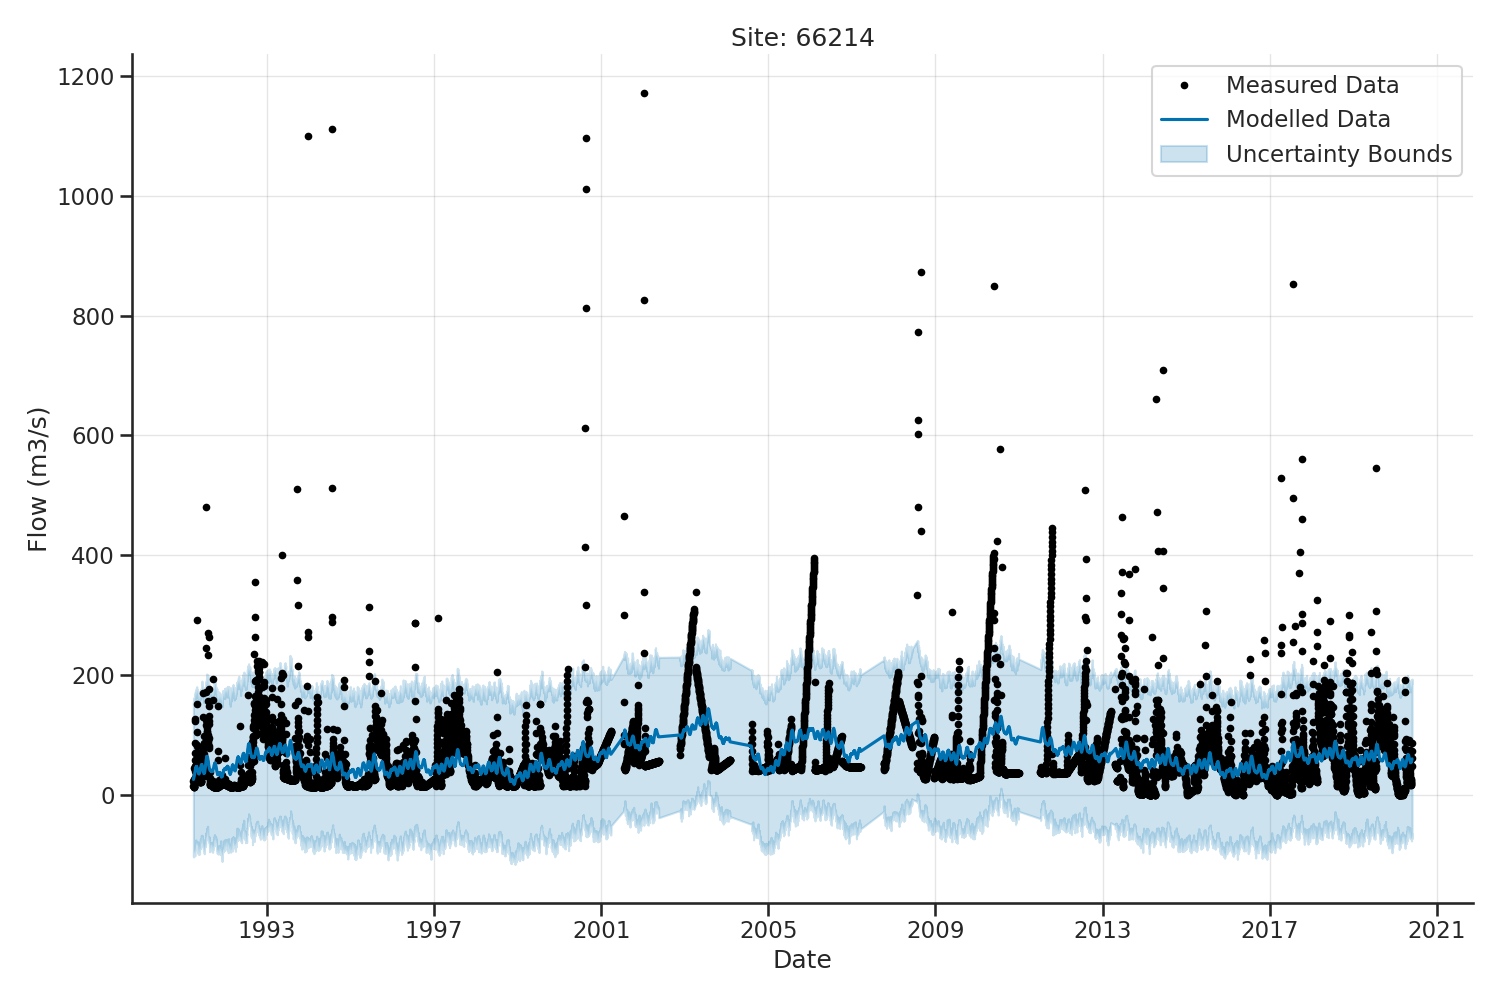 Site: 66214
Measured Data
Modelled Data
Uncertainty Bounds
Flow (m3/s)
1200
1000
800
600
400
200
0
1993 1997 2001 2005 2009 2013 2017 2021
Date